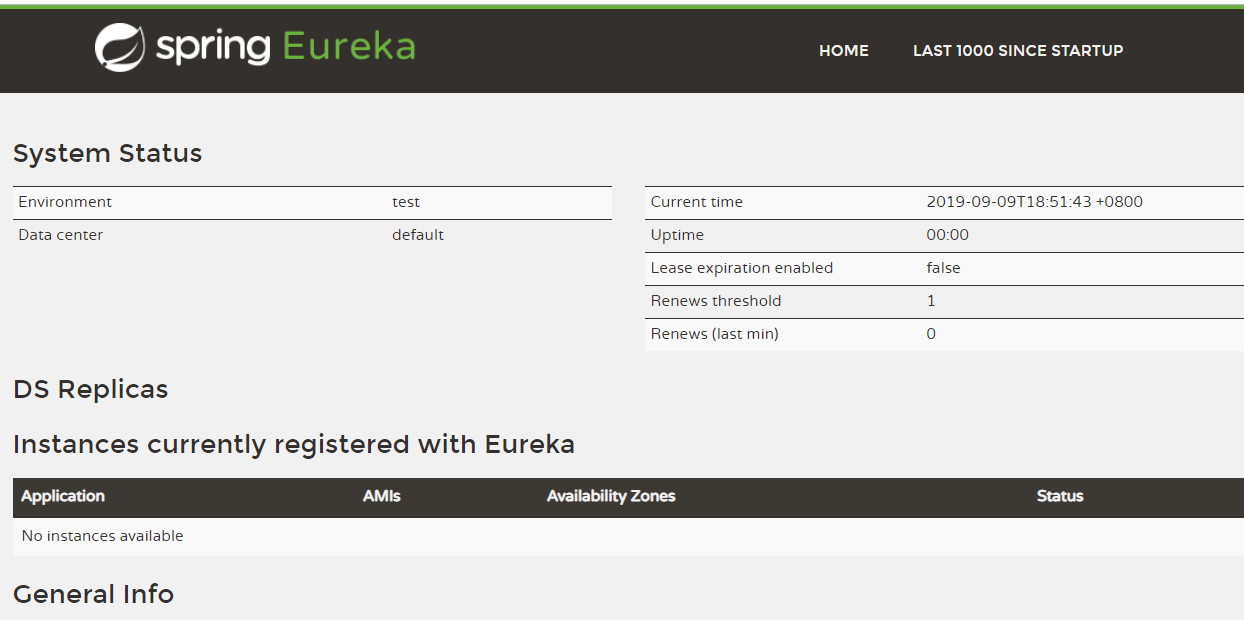 spring Eureka
HOME LAST 1000 SINCE STARTUP
System Status
Environment test
Data center default
Current time 2019-09-09T18:51:43 +0800
Uptime 00:00
Lease expiration enabled false
Renews threshold 1
Renews (last min) 0
DS Replicas
Instances currently registered with Eureka
Application AMIs Availability Zones Status
No instances available
General Info